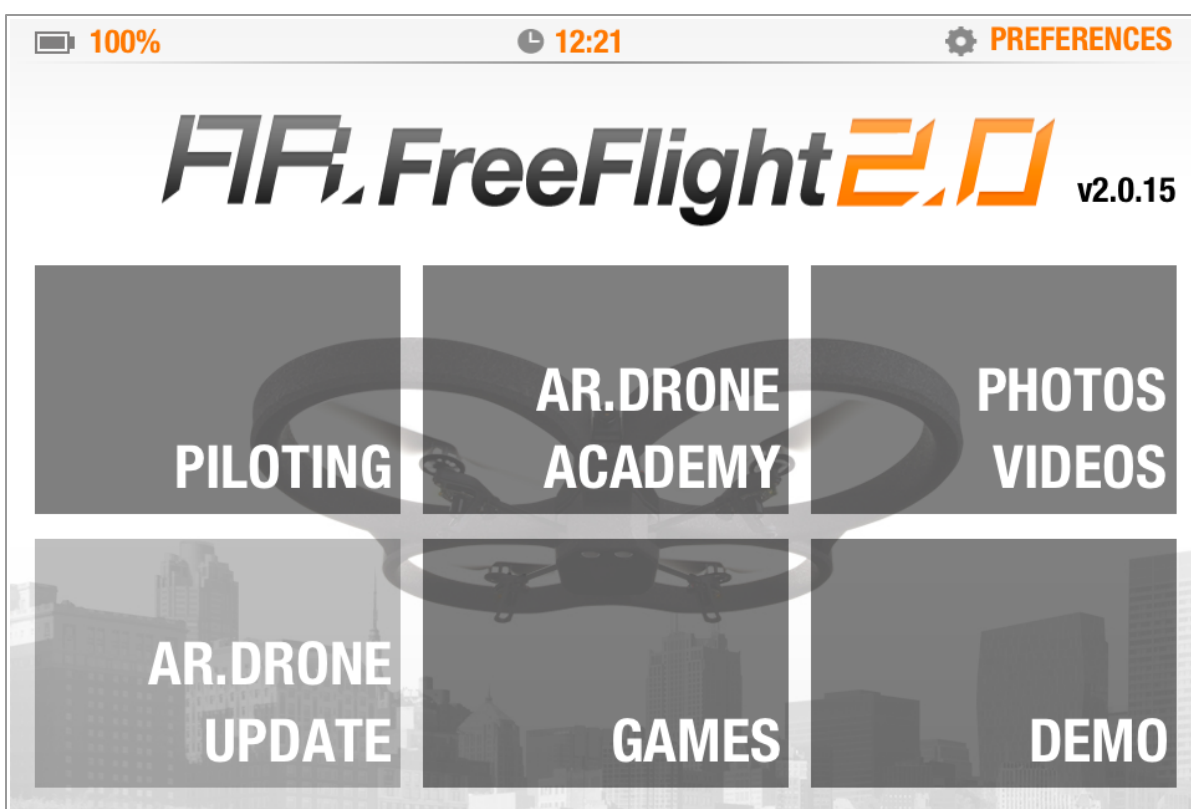 100% 12:21 PREFERENCES
AR.FreeFlight2.0 v2.0.15
PILOTING
AR.DRONE
ACADEMY
PHOTOS
VIDEOS
AR.DRONE
UPDATE
GAMES
DEMO